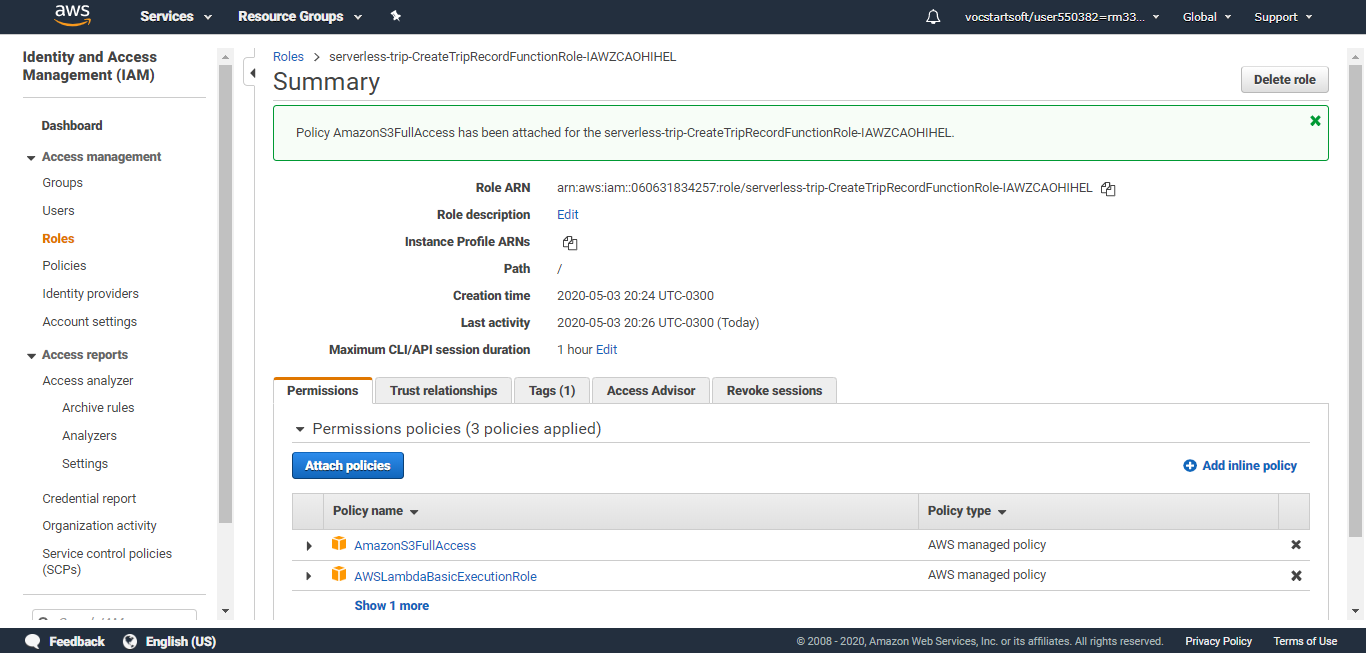 aws
Services
Resource Groups
vocstartsoft/user550382=rm33...
Global
Support
Identity and Access
Management (IAM)
Dashboard
Access management
Groups
Users
Roles
Policies
Identity providers
Account settings
Access reports
Access analyzer
Archive rules
Analyzers
Settings
Credential report
Organization activity
Service control policies
(SCPs)
Roles > serverless-trip-CreateTripRecordFunctionRole-IAWZCAOHIHEL
Summary
Delete role
Policy AmazonS3FullAccess has been attached for the serverless-trip-CreateTripRecordFunctionRole-IAWZCAOHIHEL.
Role ARN arn:aws:iam::060631834257:role/serverless-trip-CreateTripRecordFunctionRole-IAWZCAOHIHEL
Role description Edit
Instance Profile ARNs
Path /
Creation time 2020-05-03 20:24 UTC-0300
Last activity 2020-05-03 20:26 UTC-0300 (Today)
Maximum CLI/API session duration 1 hour Edit
Permissions
Trust relationships
Tags (1)
Access Advisor
Revoke sessions
Permissions policies (3 policies applied)
Attach policies
Add inline policy
Policy name
Policy type
AmazonS3FullAccess AWS managed policy
AWSLambdaBasicExecutionRole AWS managed policy
Show 1 more
Feedback
English (US)
© 2008 - 2020, Amazon Web Services, Inc. or its affiliates. All rights reserved.
Privacy Policy
Terms of Use